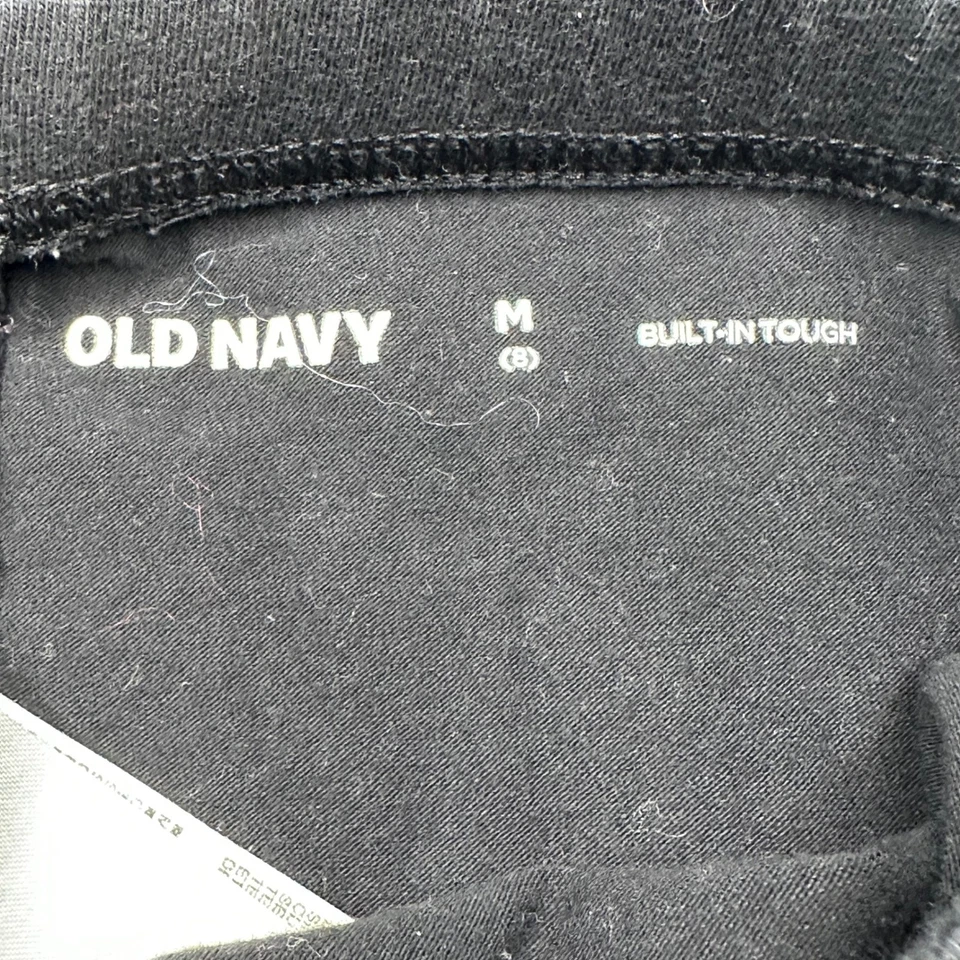 OLD NAVY
M
(8)
BUILT-IN TOUGH